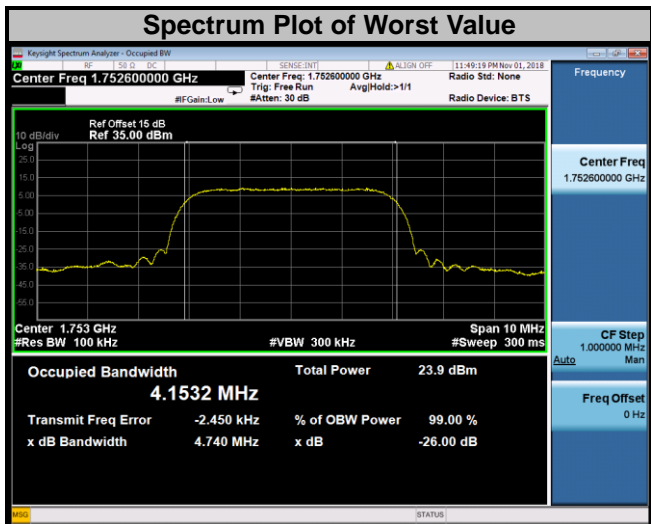 Spectrum Plot of Worst Value
Keysight Spectrum Analyzer - Occupied BW
RF 50 Ω DC SENSE:INT ALIGN OFF 11:49:19 PM Nov 01, 2018
Center Freq 1.752600000 GHz
Center Freq: 1.752600000 GHz
Radio Std: None
Trig: Free Run Avg|Hold:>1/1
#IFGain:Low
#Atten: 30 dB
Radio Device: BTS
Frequency
Ref Offset 15 dB
10 dB/div Ref 35.00 dBm
Log
25.0
15.0
5.00
-5.00
-15.0
-25.0
-35.0
-45.0
-55.0
Center Freq
1.752600000 GHz
Center 1.753 GHz
Span 10 MHz
#Res BW 100 kHz
#VBW 300 kHz
#Sweep 300 ms
CF Step
1.000000 MHz
Auto Man
Occupied Bandwidth
4.1532 MHz
Total Power 23.9 dBm
Transmit Freq Error -2.450 kHz
% of OBW Power 99.00 %
x dB Bandwidth 4.740 MHz
x dB -26.00 dB
Freq Offset
0 Hz
MSG
STATUS